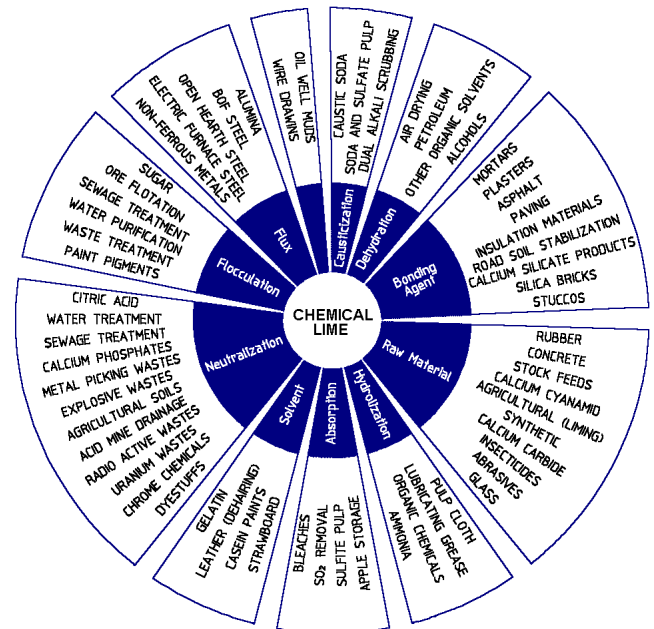 CHEMICAL
LIME
Causticization
CAUSTIC SODA
SODA AND SULFATE PULP
DUAL ALKALI SCRUBBING
Dehydration
AIR DRYING
PETROLEUM
OTHER ORGANIC SOLVENTS
ALCOHOLS
Bonding
Agent
MORTARS
PLASTERS
ASPHALT
PAVING
INSULATION MATERIALS
ROAD SOIL STABILIZATION
CALCIUM SILICATE PRODUCTS
SILICA BRICKS
STUCCOS
Raw Material
RUBBER
CONCRETE
STOCK FEEDS
CALCIUM CYANAMID
AGRICULTURAL (LIMING)
SYNTHETIC
CALCIUM CARBIDE
INSECTICIDES
ABRASIVES
GLASS
Hydrolization
PULP CLOTH
LUBRICATING GREASE
ORGANIC CHEMICALS
AMMONIA
Absorption
BLEACHES
SO₂ REMOVAL
SULFITE PULP
APPLE STORAGE
Solvent
GELATIN
LEATHER (DEHAIRING)
CASEIN PAINTS
STRAWBOARD
Neutralization
CITRIC ACID
WATER TREATMENT
SEWAGE TREATMENT
CALCIUM PHOSPHATES
METAL PICKING WASTES
EXPLOSIVE WASTES
AGRICULTURAL SOILS
ACID MINE DRAINAGE
RADIO ACTIVE WASTES
URANIUM WASTES
CHROME CHEMICALS
DYESTUFFS
Flocculation
SUGAR
ORE FLOTATION
SEWAGE TREATMENT
WATER PURIFICATION
WASTE TREATMENT
PAINT PIGMENTS
Flux
ALUMINA
BOF STEEL
OPEN HEARTH STEEL
ELECTRIC FURNACE STEEL
NON-FERROUS METALS
OIL WELL MUDS
WIRE DRAWING